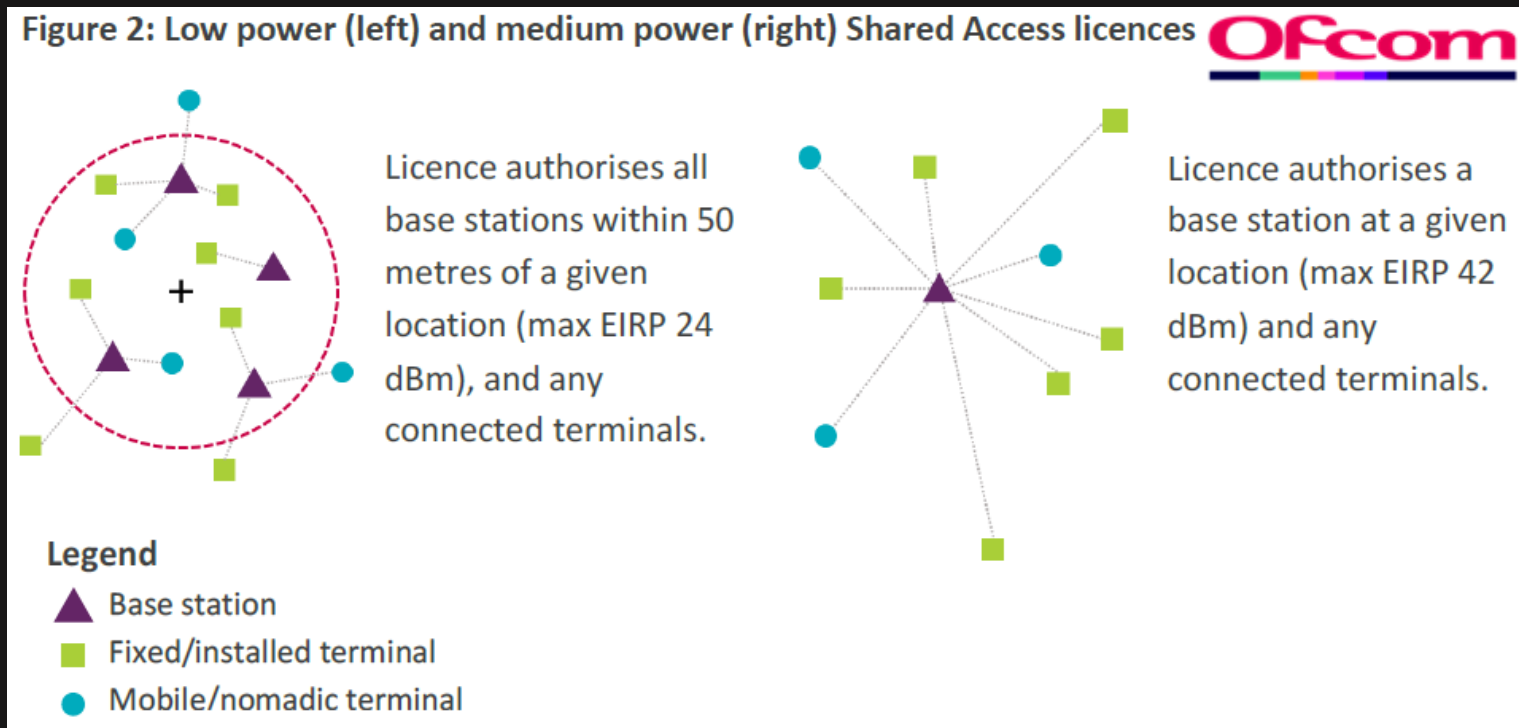 Figure 2: Low power (left) and medium power (right) Shared Access licences
Ofcom
Licence authorises all
base stations within 50
metres of a given
location (max EIRP 24
dBm), and any
connected terminals.
Licence authorises a
base station at a given
location (max EIRP 42
dBm) and any
connected terminals.
Legend
Base station
Fixed/installed terminal
Mobile/nomadic terminal